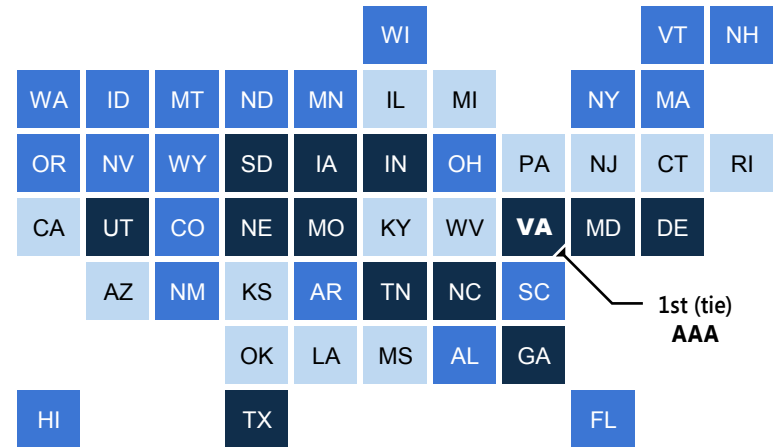 WI VT NH
WA ID MT ND MN IL MI NY MA
OR NV WY SD IA IN OH PA NJ CT RI
CA UT CO NE MO KY WV VA MD DE
AZ NM KS AR TN NC SC
1st (tie)
AAA
OK LA MS AL GA
HI TX FL